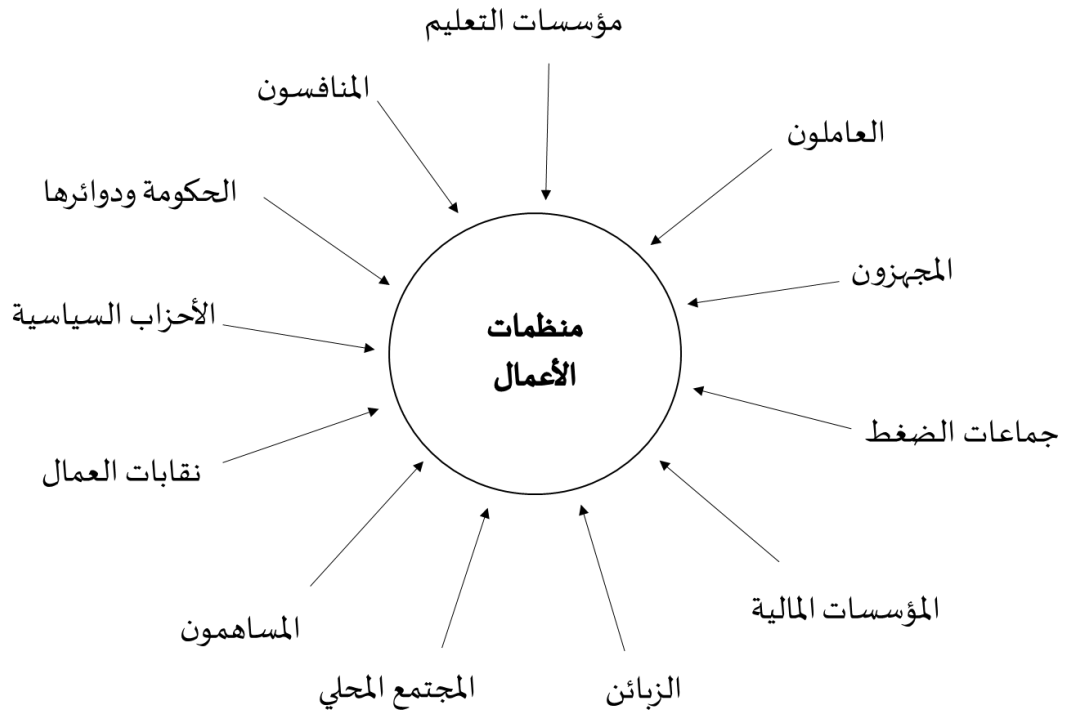 مؤسسات التعليم
المنافسون
العاملون
الحكومة ودوائرها
المجهزون
الأحزاب السياسية
منظمات
الأعمال
جماعات الضغط
نقابات العمال
المؤسسات المالية
المساهمون
الزبائن
المجتمع المحلي